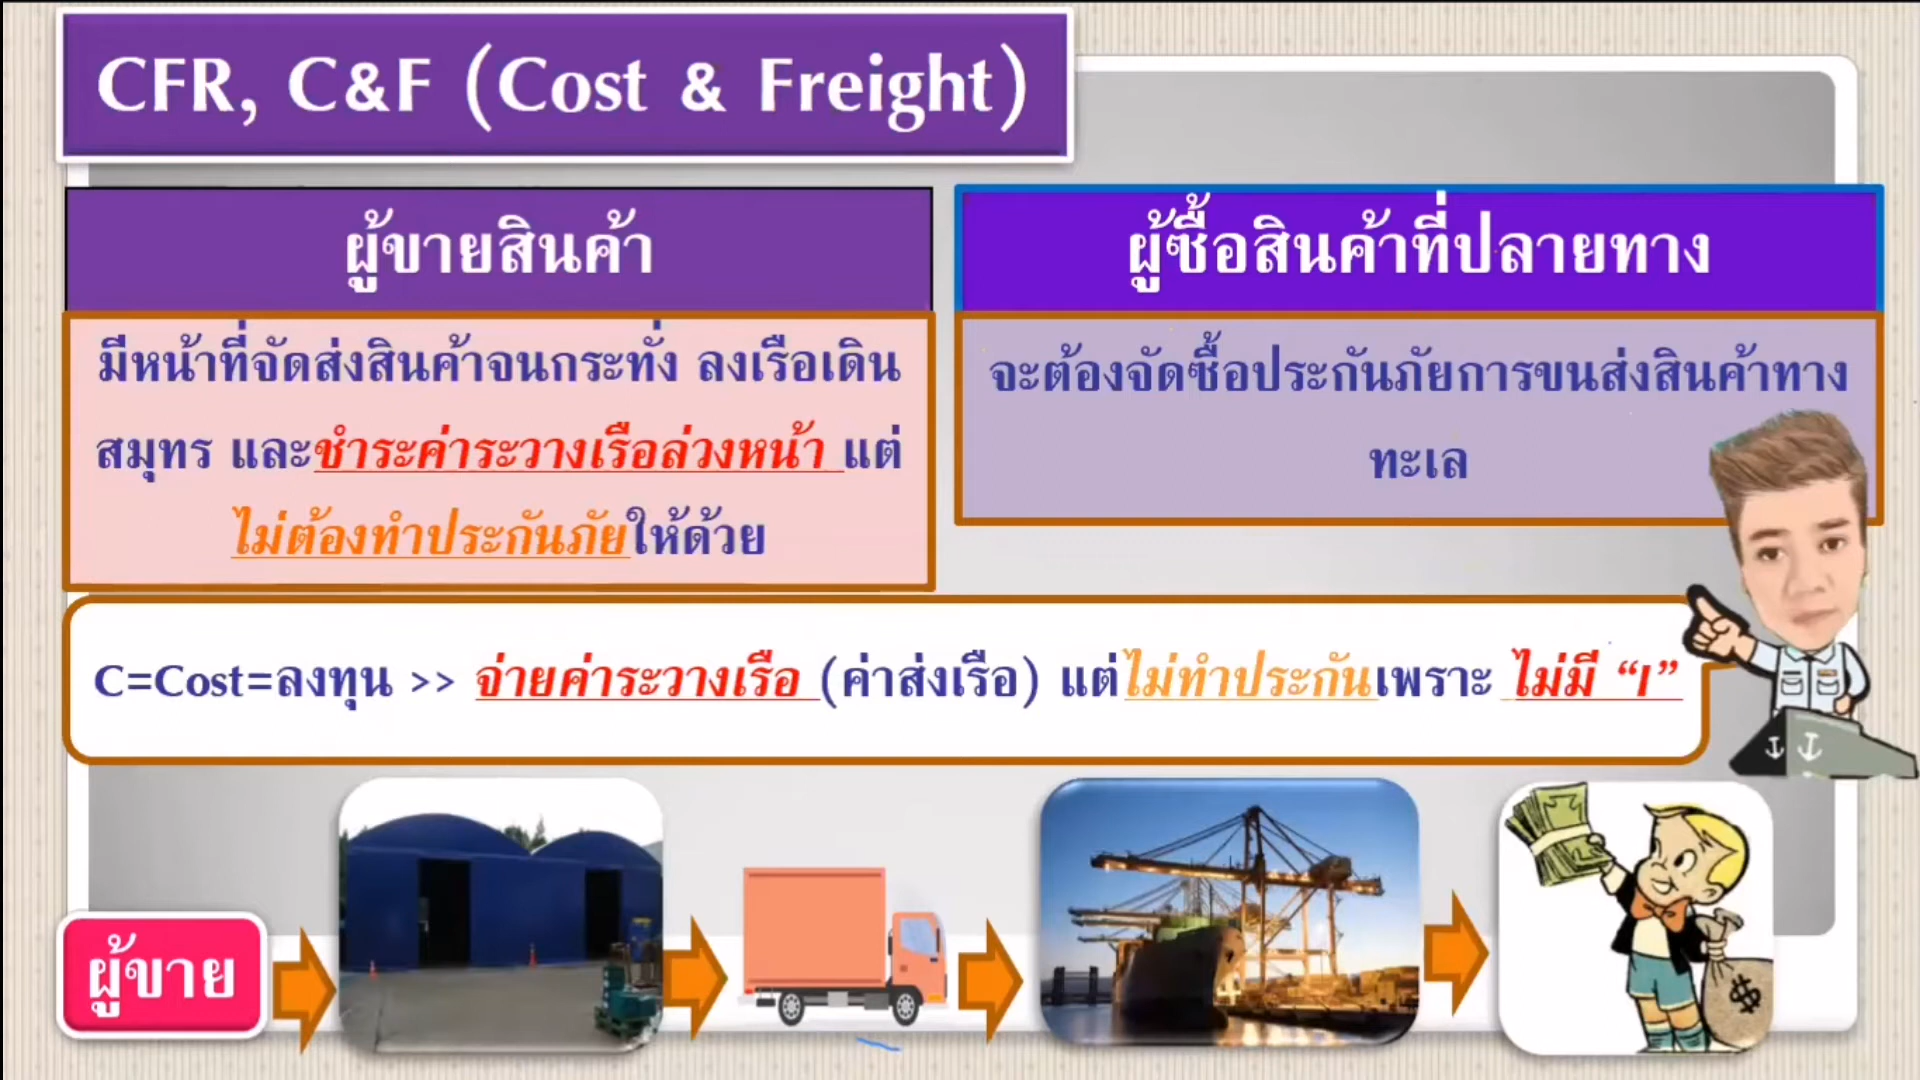 CFR, C&F (Cost & Freight)
ผู้ขายสินค้า
มีหน้าที่จัดส่งสินค้าจนกระทั่ง ลงเรือเดิน
สมุทร และชำระค่าระวางเรือล่วงหน้า แต่
ไม่ต้องทำประกันภัยให้ด้วย
ผู้ซื้อสินค้าที่ปลายทาง
จะต้องจัดซื้อประกันภัยการขนส่งสินค้าทาง
ทะเล
C=Cost=ลงทุน >> จ่ายค่าระวางเรือ (ค่าส่งเรือ) แต่ไม่ทำประกันเพราะ ไม่มี “I”
ผู้ขาย
$